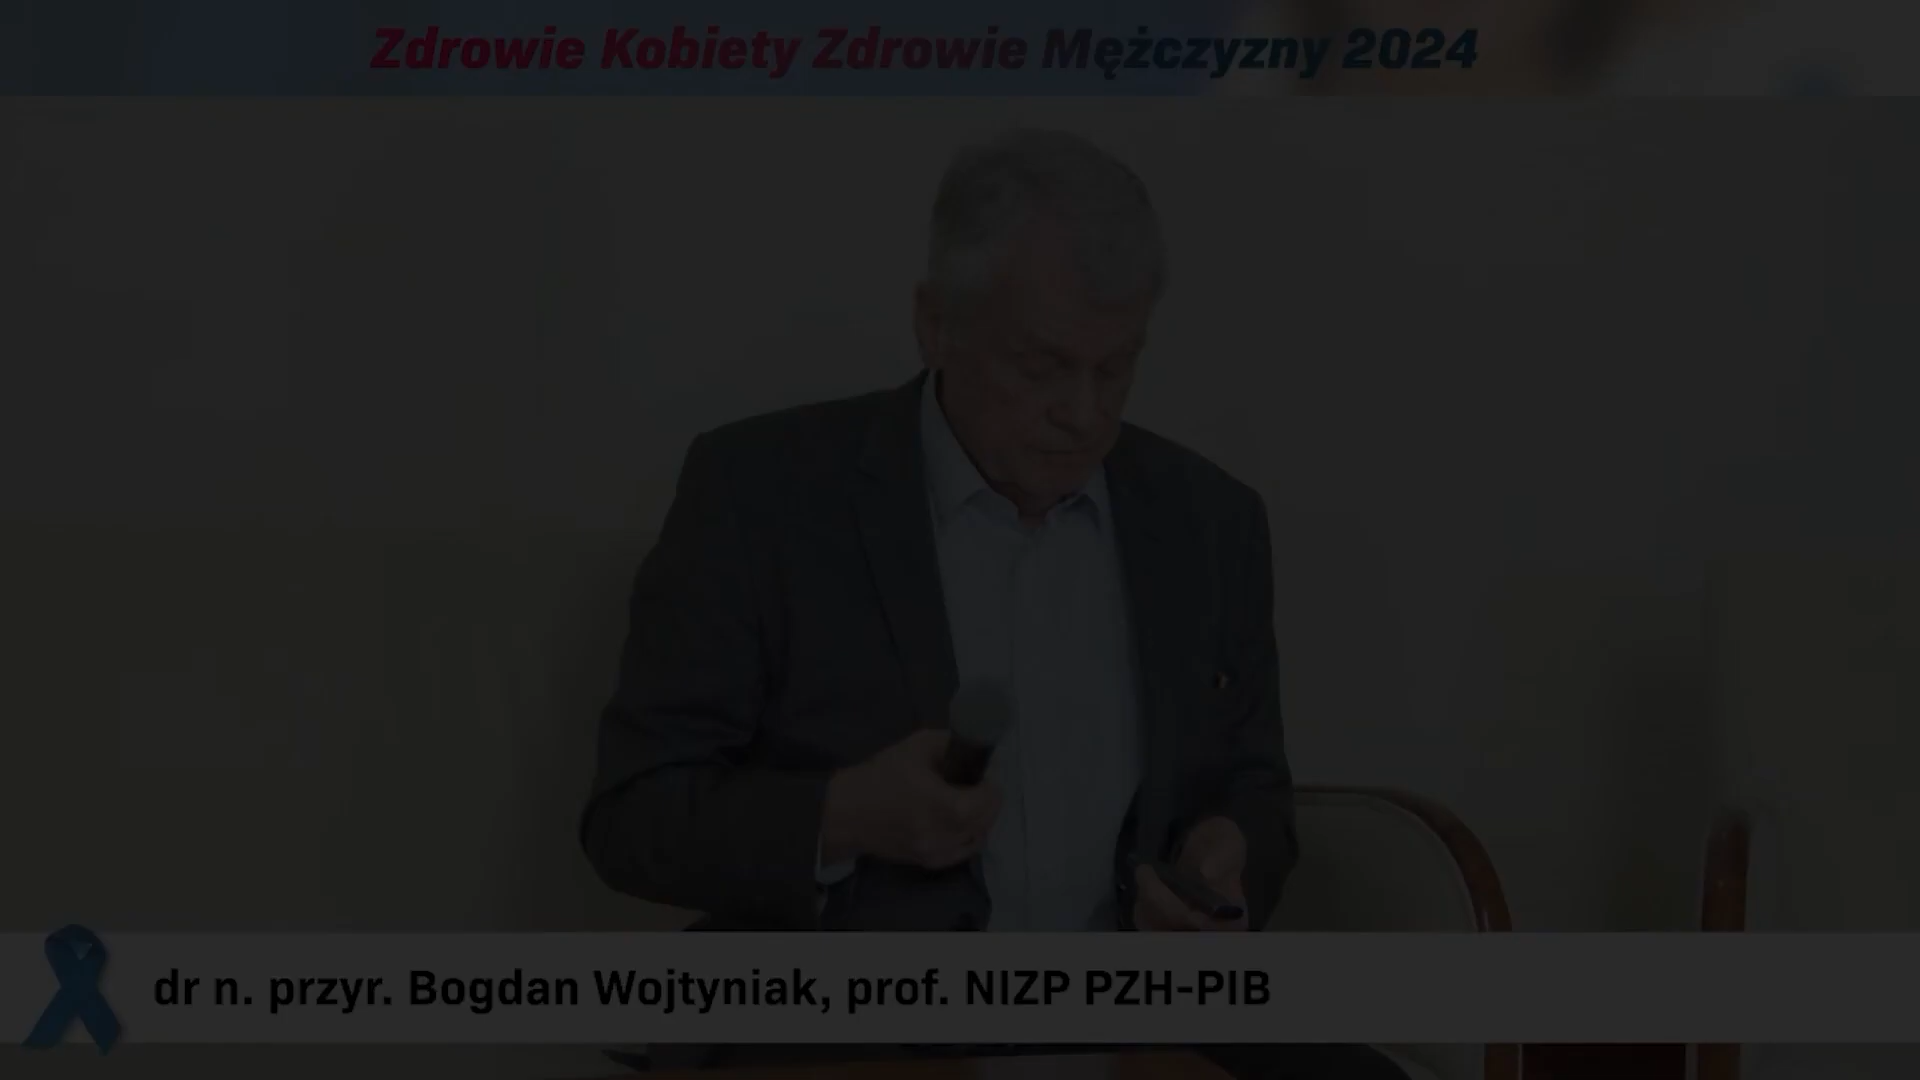 Zdrowie Kobiety Zdrowie Mężczyzny 2024
dr n. przyr. Bogdan Wojtyniak, prof. NIZP PZH-PIB